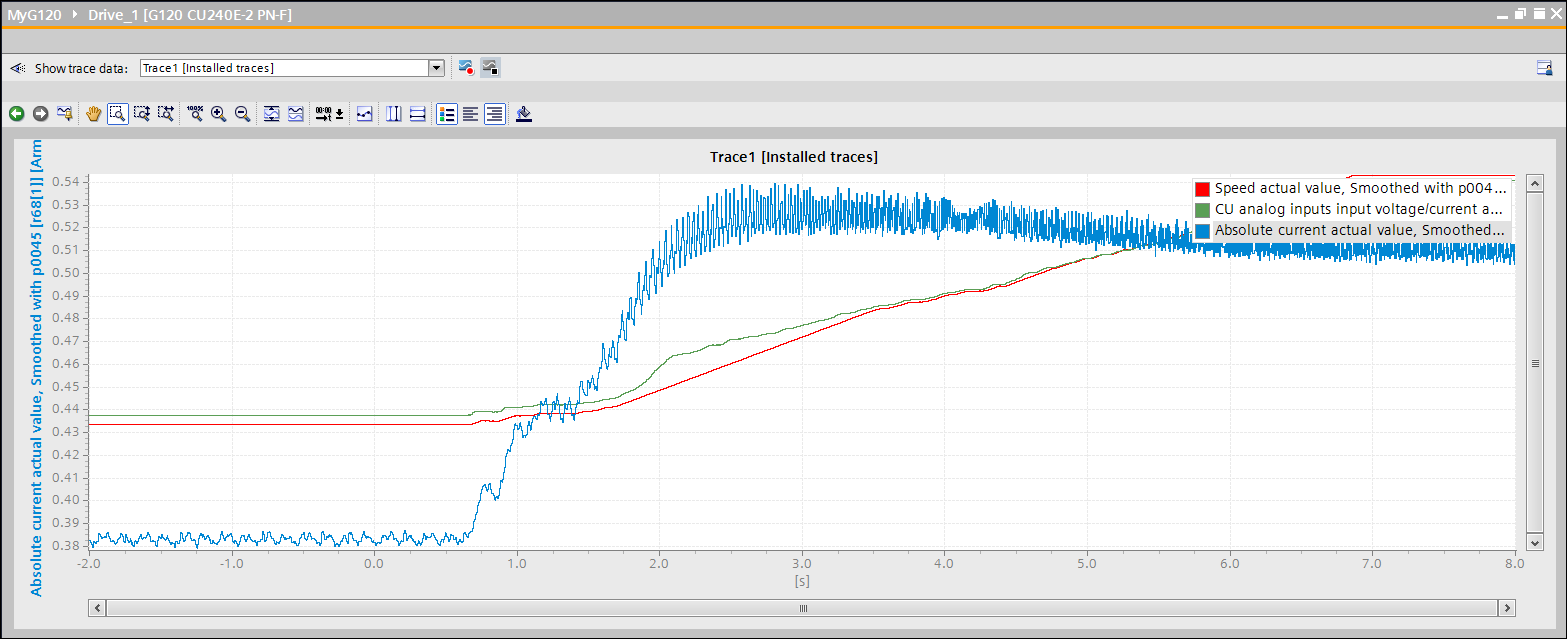 MyG120 ▸ Drive_1 [G120 CU240E-2 PN-F]
Show trace data: Trace1 [Installed traces]
100%
00:00
Trace1 [Installed traces]
Absolute current actual value, Smoothed with p0045 [r68[1]] [Arm
Speed actual value, Smoothed with p004...
CU analog inputs input voltage/current a...
Absolute current actual value, Smoothed...
0.54
0.53
0.52
0.51
0.50
0.49
0.48
0.47
0.46
0.45
0.44
0.43
0.42
0.41
0.40
0.39
0.38
-2.0 -1.0 0.0 1.0 2.0 3.0 4.0 5.0 6.0 7.0 8.0
[s]